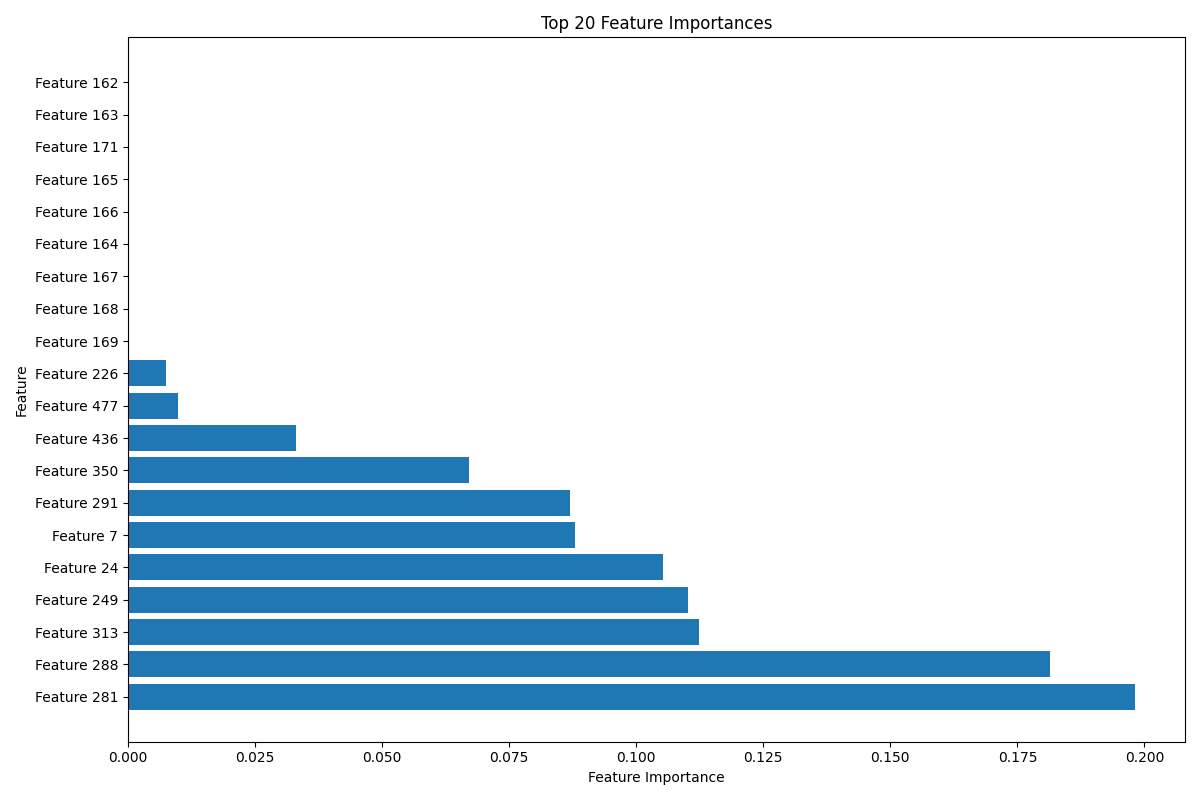 Top 20 Feature Importances
Feature 162
Feature 163
Feature 171
Feature 165
Feature 166
Feature 164
Feature 167
Feature 168
Feature 169
Feature 226
Feature 477
Feature 436
Feature 350
Feature 291
Feature 7
Feature 24
Feature 249
Feature 313
Feature 288
Feature 281
Feature
0.000 0.025 0.050 0.075 0.100 0.125 0.150 0.175 0.200
Feature Importance